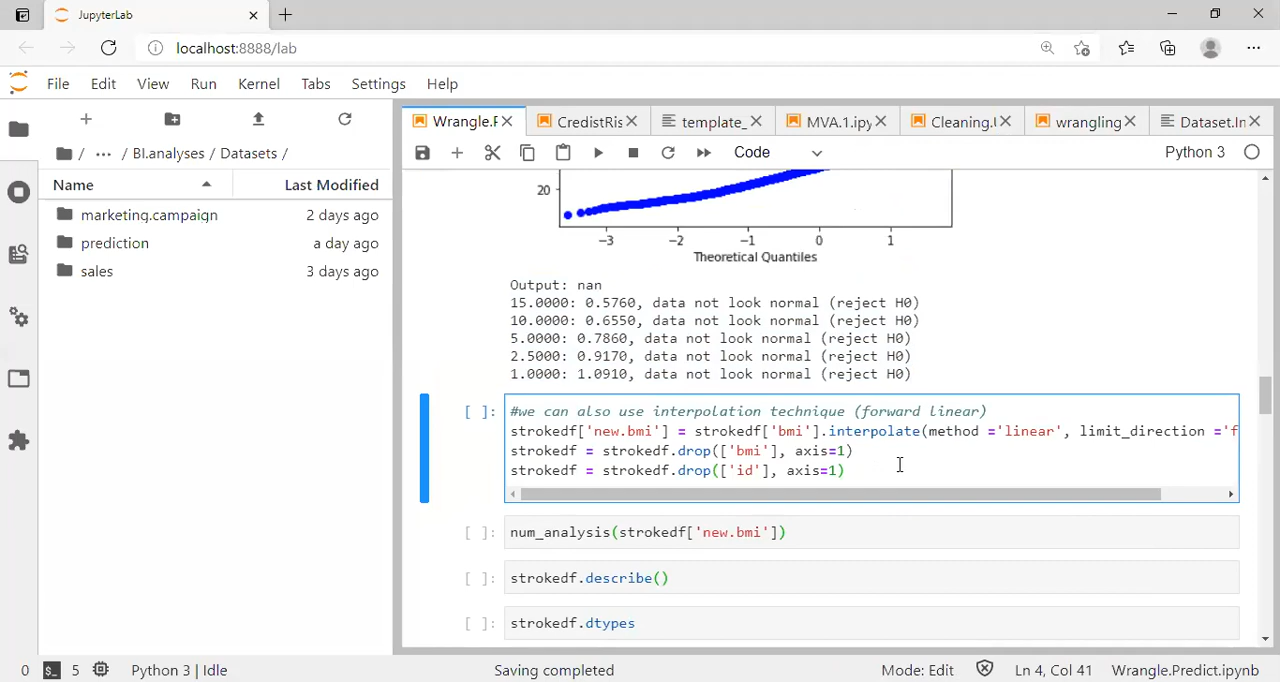 JupyterLab
localhost:8888/lab
File Edit View Run Kernel Tabs Settings Help
Wrangle.F CredistRis template_ MVA.1.ipy Cleaning.( wrangling Dataset.In
/ ... / BI.analyses / Datasets /
Code Python 3
Name Last Modified
marketing.campaign 2 days ago
prediction a day ago
sales 3 days ago
20
−3 −2 −1 0 1
Theoretical Quantiles
Output: nan
15.0000: 0.5760, data not look normal (reject H0)
10.0000: 0.6550, data not look normal (reject H0)
5.0000: 0.7860, data not look normal (reject H0)
2.5000: 0.9170, data not look normal (reject H0)
1.0000: 1.0910, data not look normal (reject H0)
[ ]: #we can also use interpolation technique (forward linear)
strokedf['new.bmi'] = strokedf['bmi'].interpolate(method ='linear', limit_direction ='f
strokedf = strokedf.drop(['bmi'], axis=1)
strokedf = strokedf.drop(['id'], axis=1)
[ ]: num_analysis(strokedf['new.bmi'])
[ ]: strokedf.describe()
[ ]: strokedf.dtypes
0 5 Python 3 | Idle Saving completed Mode: Edit Ln 4, Col 41 Wrangle.Predict.ipynb